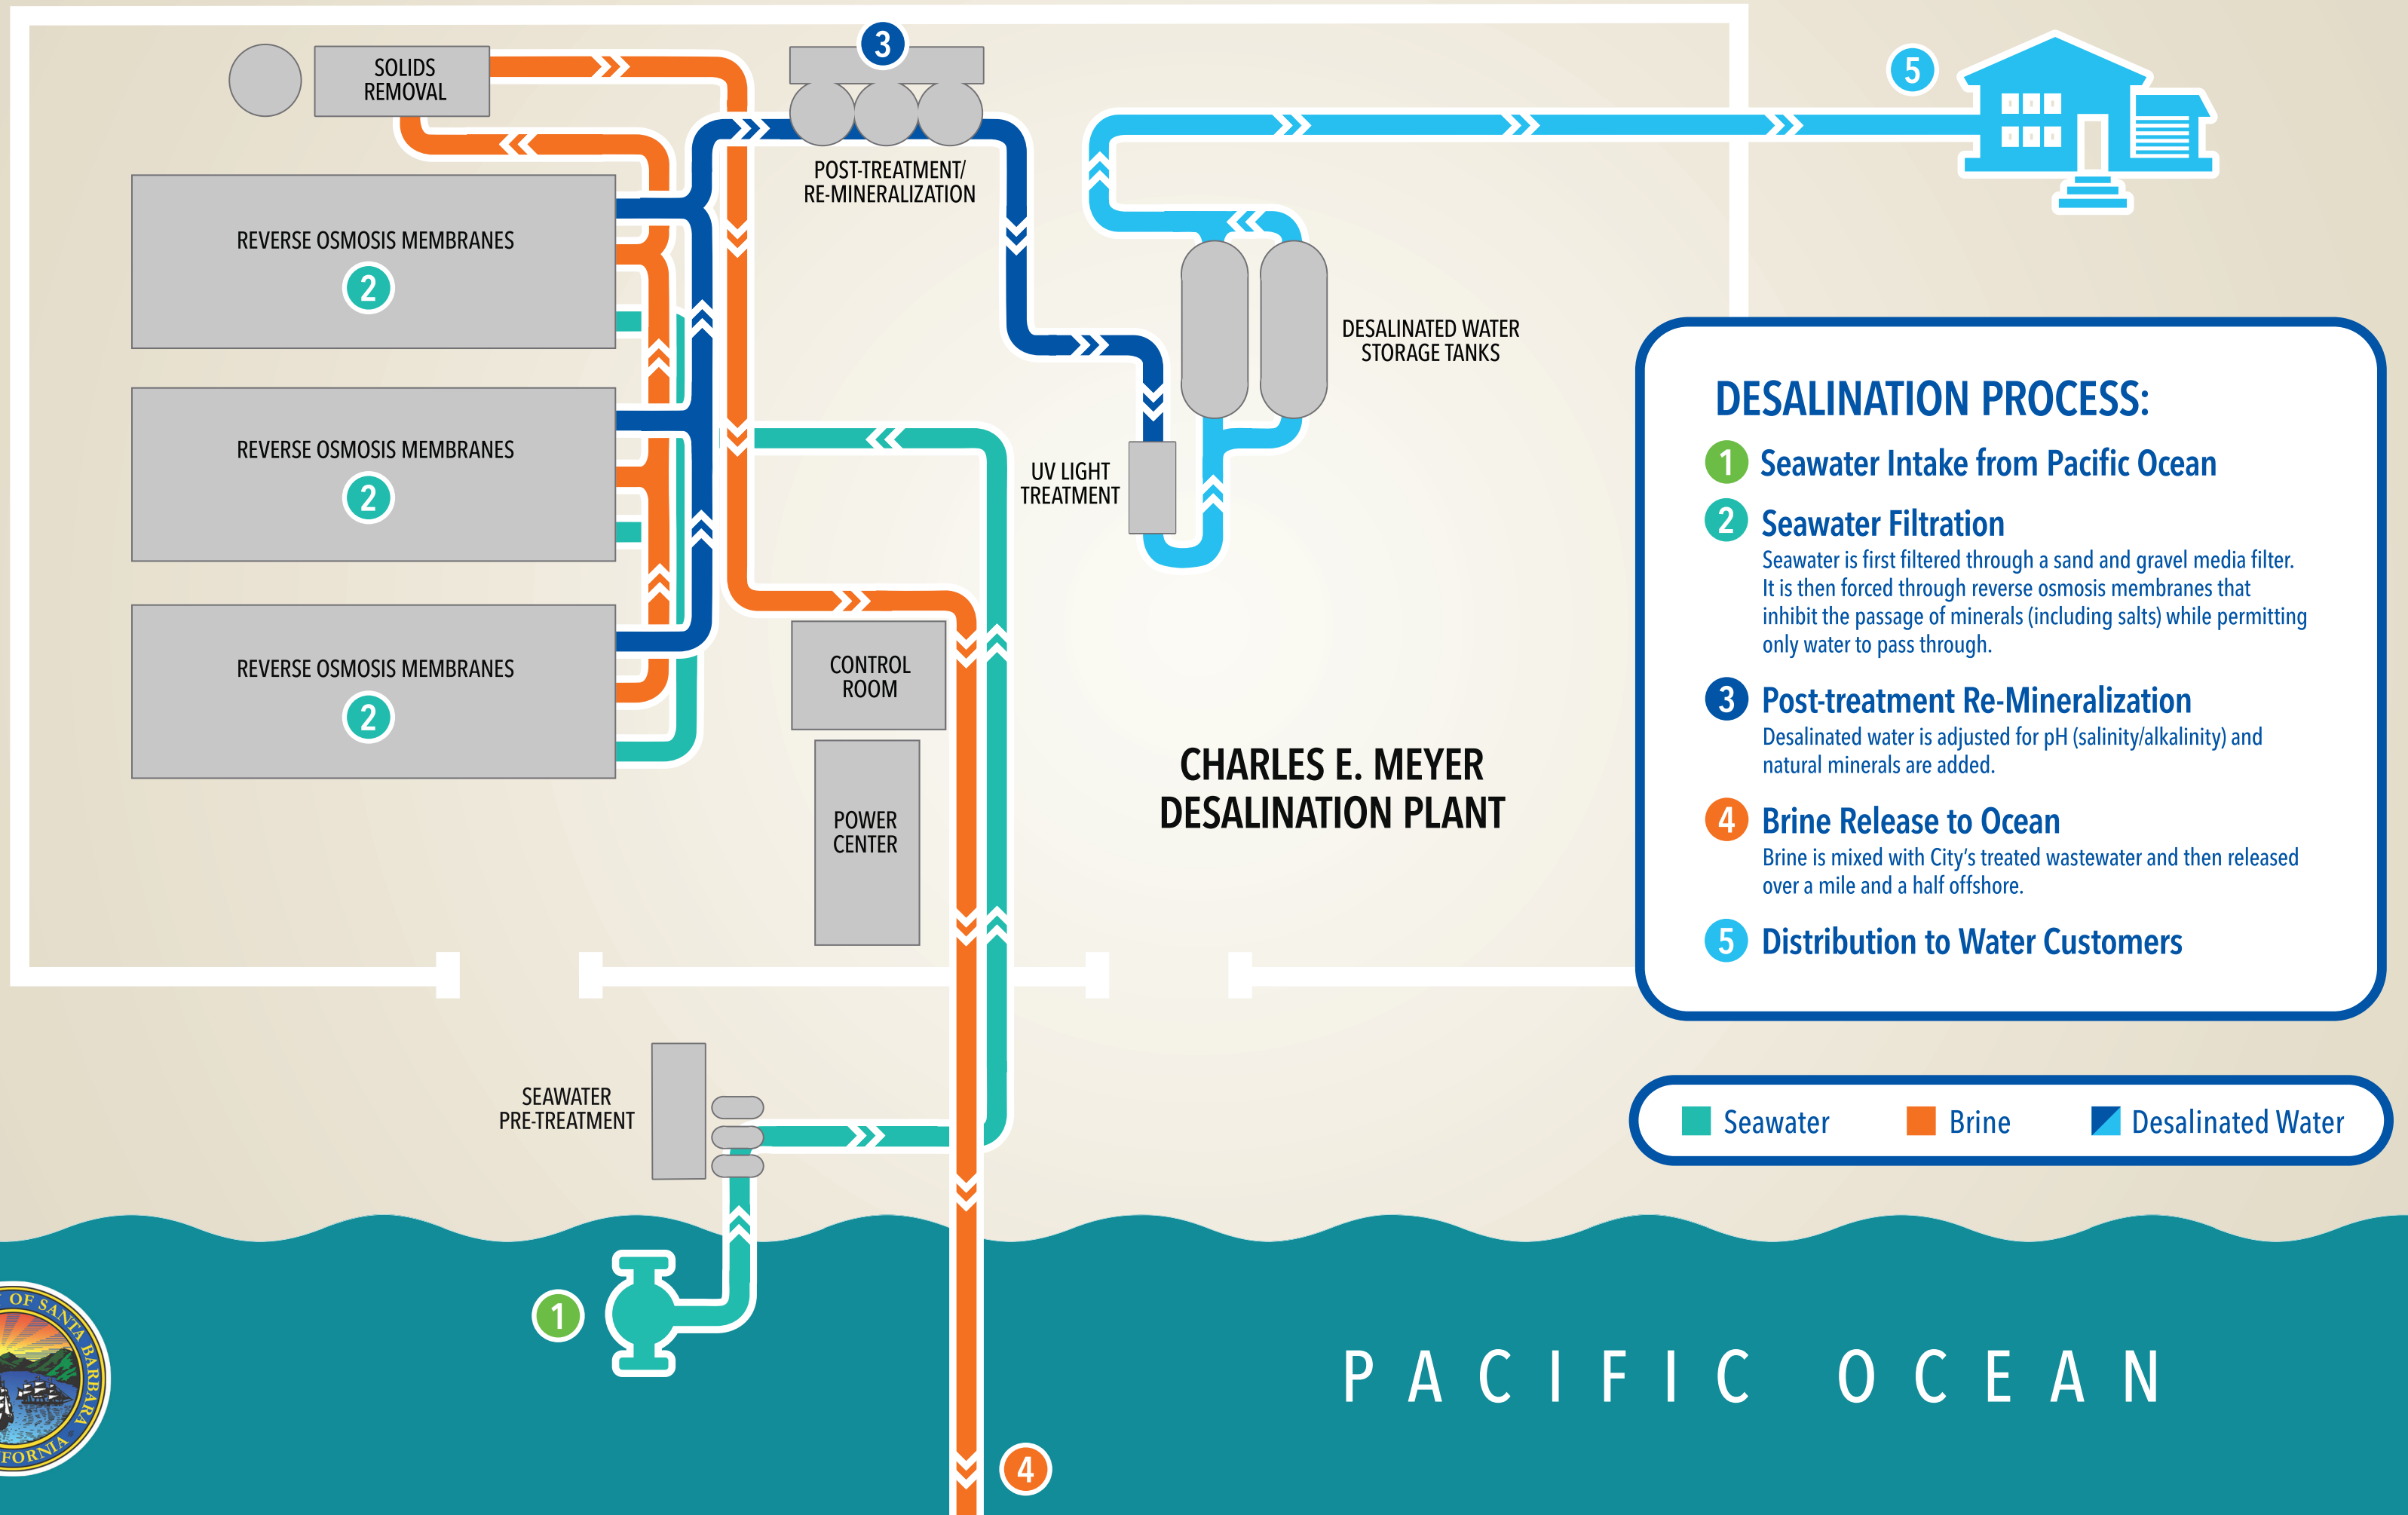 SOLIDS
REMOVAL
3
5
POST-TREATMENT/
RE-MINERALIZATION
REVERSE OSMOSIS MEMBRANES
2
REVERSE OSMOSIS MEMBRANES
2
REVERSE OSMOSIS MEMBRANES
2
DESALINATED WATER
STORAGE TANKS
UV LIGHT
TREATMENT
CONTROL
ROOM
POWER
CENTER
CHARLES E. MEYER
DESALINATION PLANT
DESALINATION PROCESS:
1 Seawater Intake from Pacific Ocean
2 Seawater Filtration
Seawater is first filtered through a sand and gravel media filter.
It is then forced through reverse osmosis membranes that
inhibit the passage of minerals (including salts) while permitting
only water to pass through.
3 Post-treatment Re-Mineralization
Desalinated water is adjusted for pH (salinity/alkalinity) and
natural minerals are added.
4 Brine Release to Ocean
Brine is mixed with City’s treated wastewater and then released
over a mile and a half offshore.
5 Distribution to Water Customers
SEAWATER
PRE-TREATMENT
Seawater Brine Desalinated Water
1
4
PACIFIC OCEAN
OF SANTA BARBARA
FORNIA